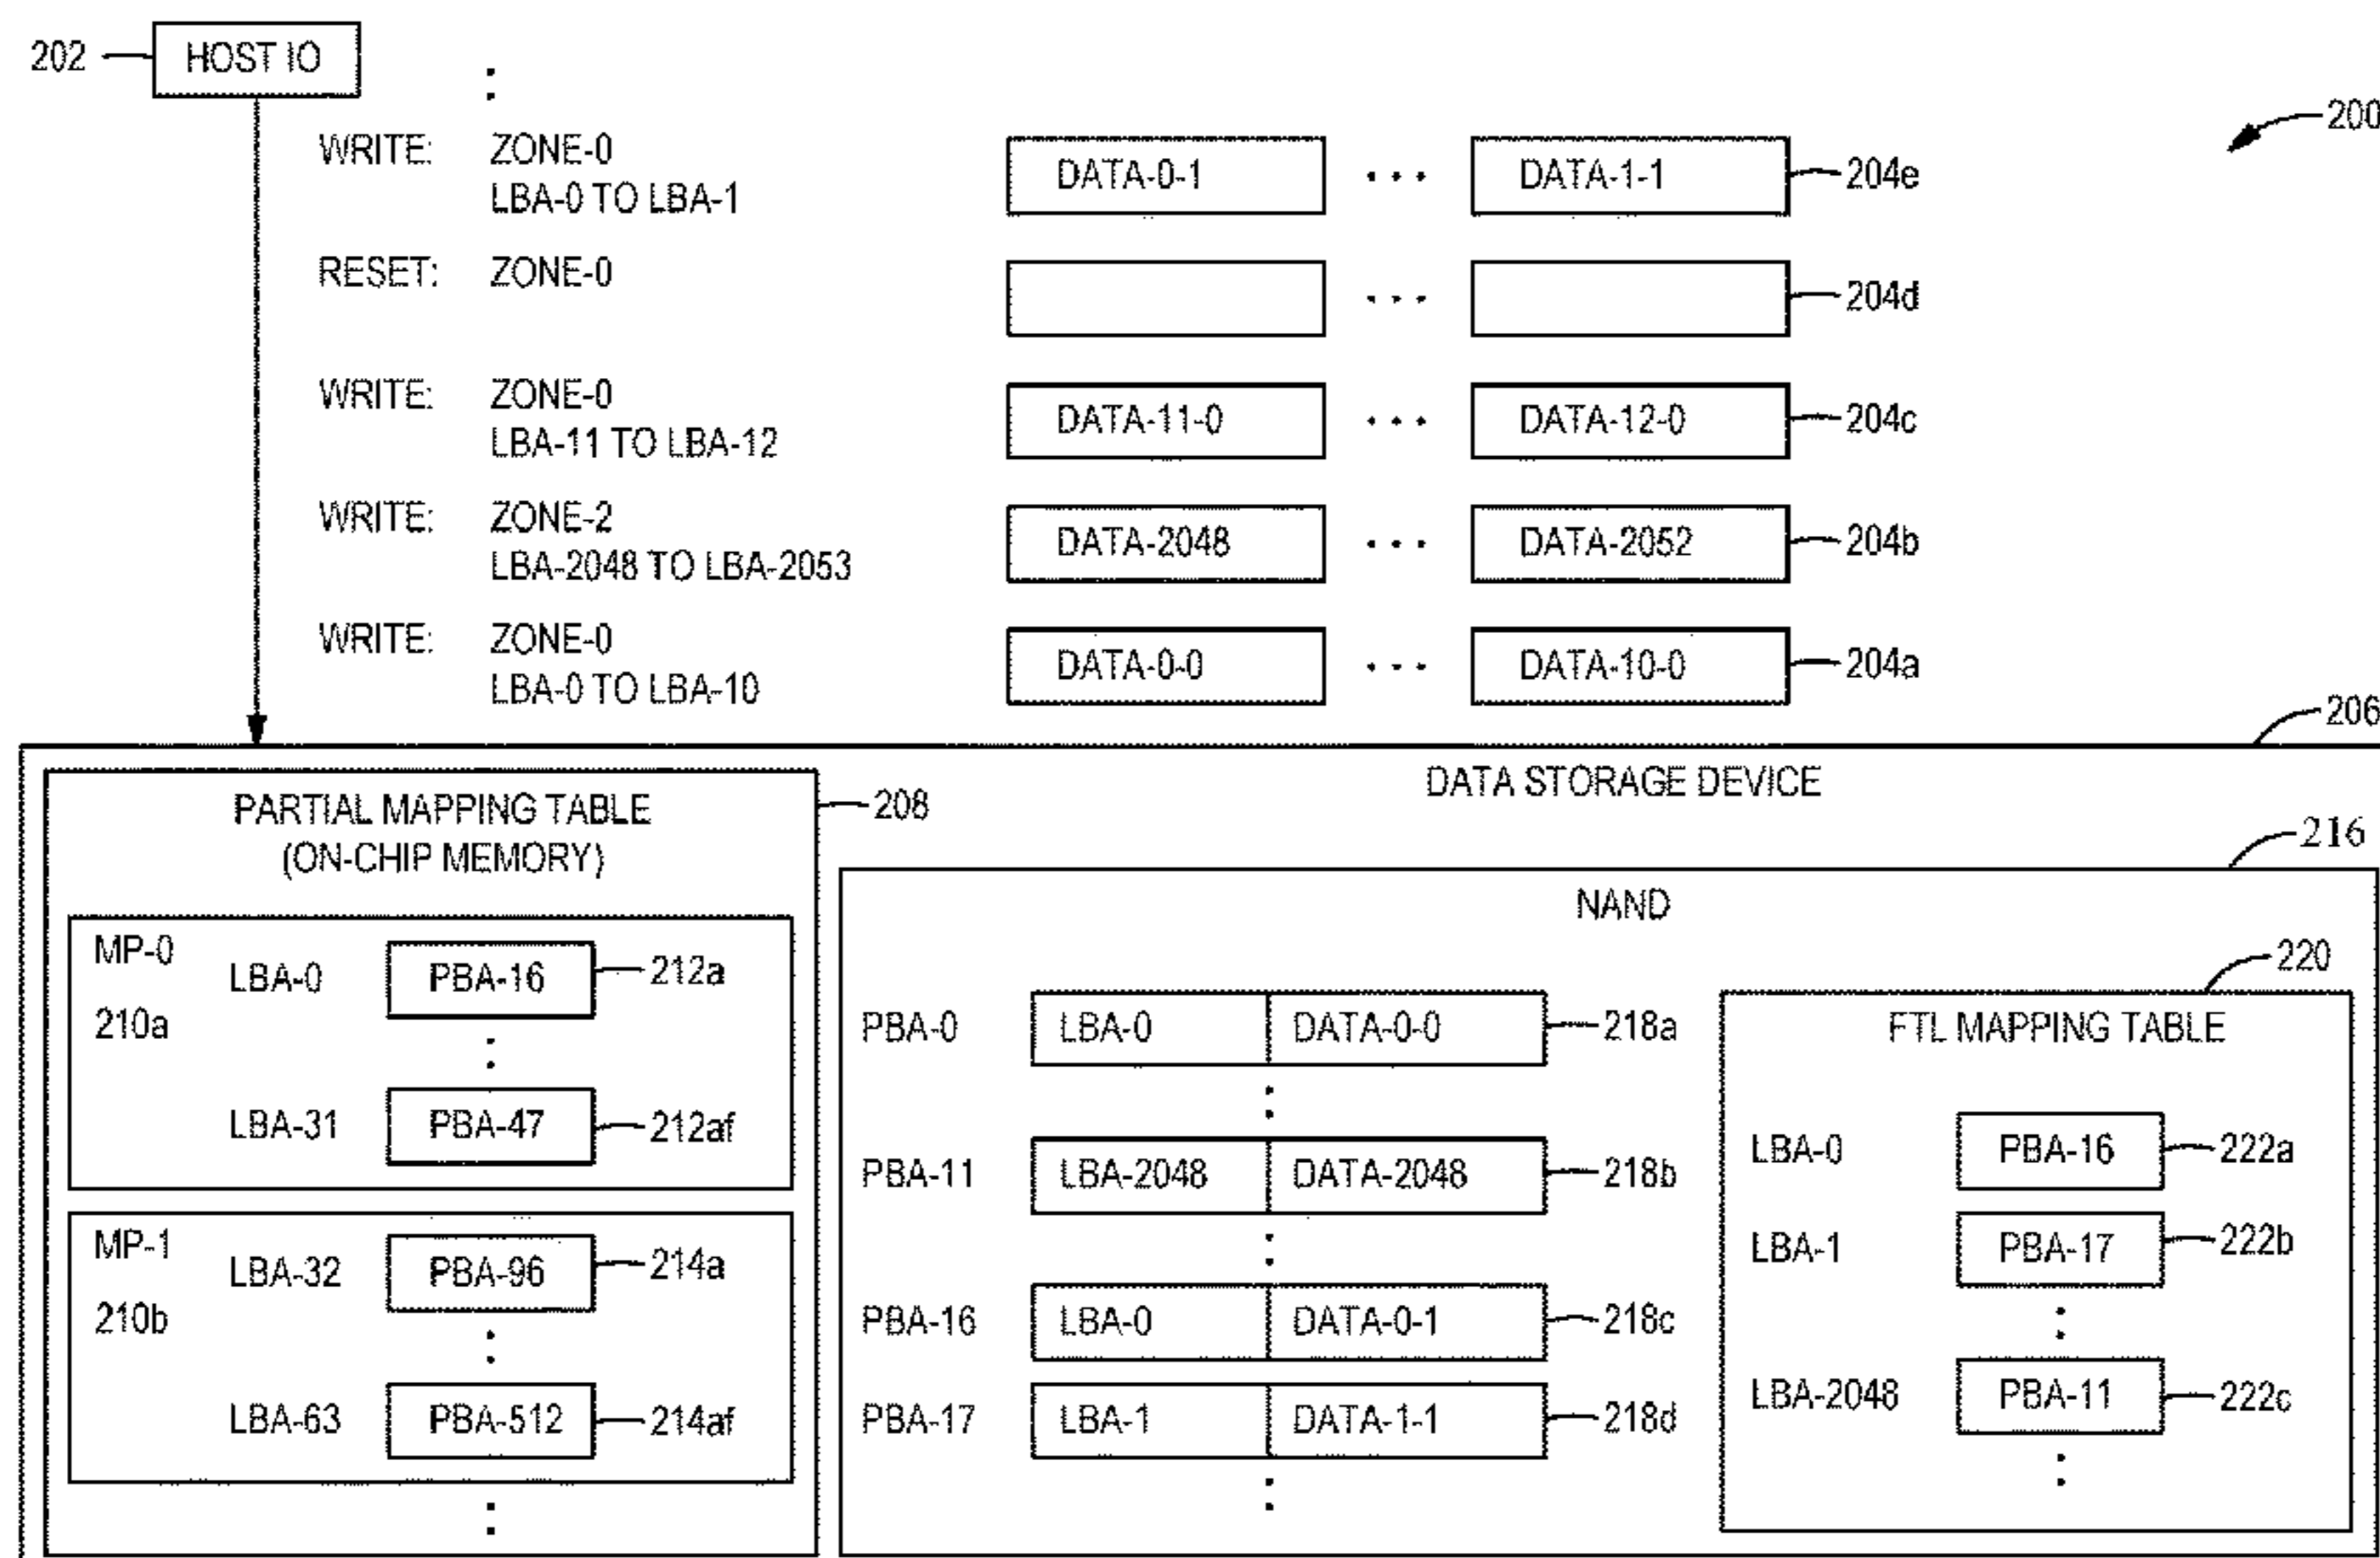 202 HOST IO
200
WRITE: ZONE-0
LBA-0 TO LBA-1
DATA-0-1 ... DATA-1-1 204e
RESET: ZONE-0
... 204d
WRITE: ZONE-0
LBA-11 TO LBA-12
DATA-11-0 ... DATA-12-0 204c
WRITE: ZONE-2
LBA-2048 TO LBA-2053
DATA-2048 ... DATA-2052 204b
WRITE: ZONE-0
LBA-0 TO LBA-10
DATA-0-0 ... DATA-10-0 204a
206
DATA STORAGE DEVICE
PARTIAL MAPPING TABLE
(ON-CHIP MEMORY)
208
MP-0
210a
LBA-0 PBA-16 212a
LBA-31 PBA-47 212af
MP-1
210b
LBA-32 PBA-96 214a
LBA-63 PBA-512 214af
216
NAND
PBA-0 LBA-0 DATA-0-0 218a
PBA-11 LBA-2048 DATA-2048 218b
PBA-16 LBA-0 DATA-0-1 218c
PBA-17 LBA-1 DATA-1-1 218d
220
FTL MAPPING TABLE
LBA-0 PBA-16 222a
LBA-1 PBA-17 222b
LBA-2048 PBA-11 222c